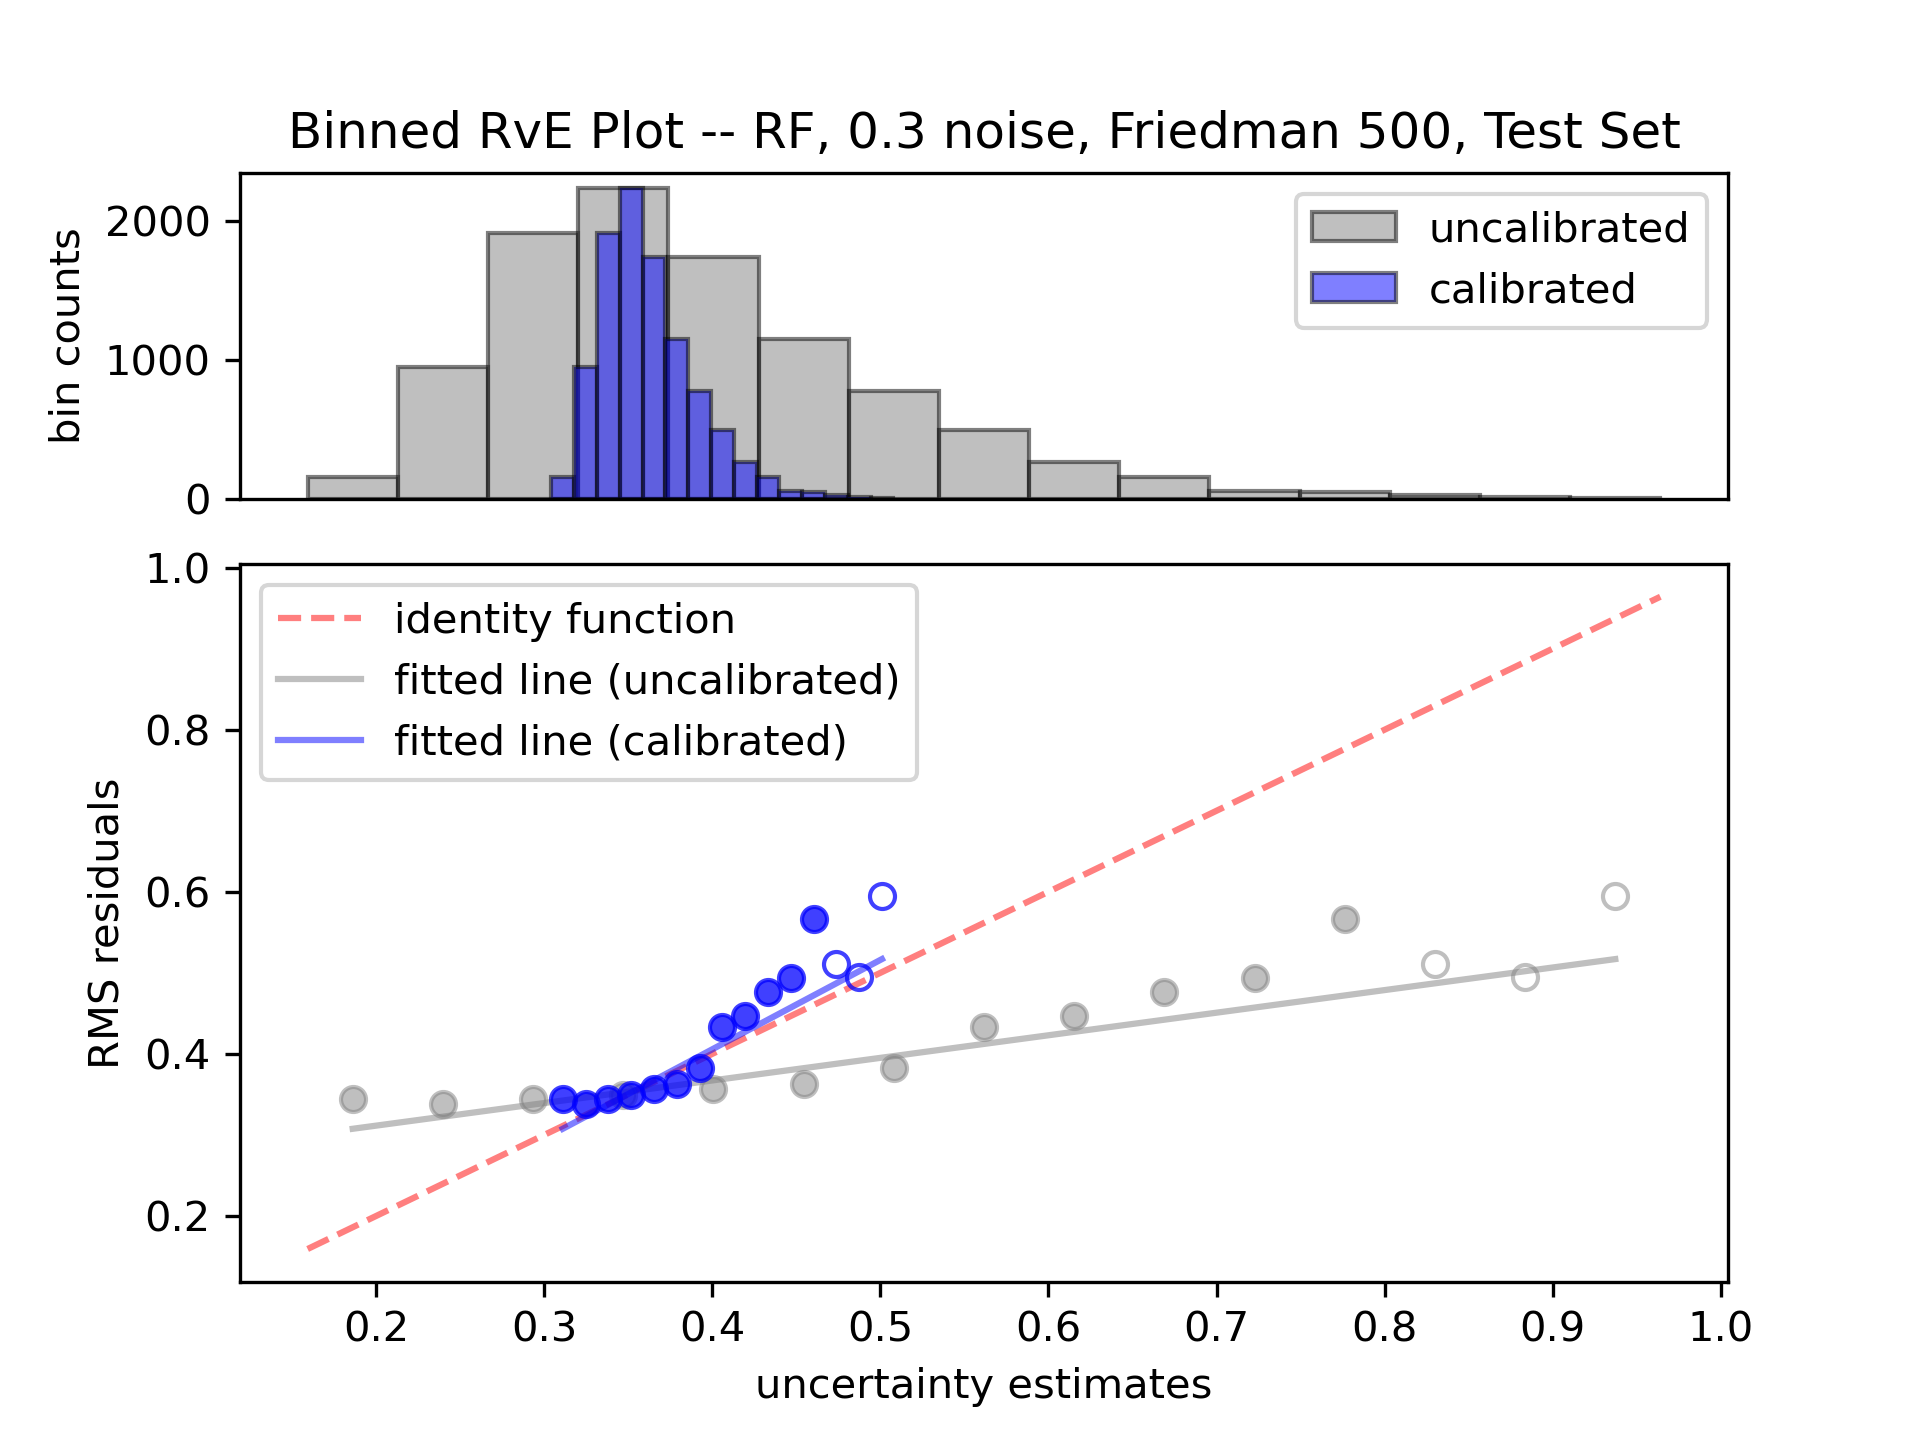 Binned RvE Plot -- RF, 0.3 noise, Friedman 500, Test Set
bin counts
2000
1000
0
uncalibrated
calibrated
RMS residuals
1.0
0.8
0.6
0.4
0.2
identity function
fitted line (uncalibrated)
fitted line (calibrated)
0.2 0.3 0.4 0.5 0.6 0.7 0.8 0.9 1.0
uncertainty estimates